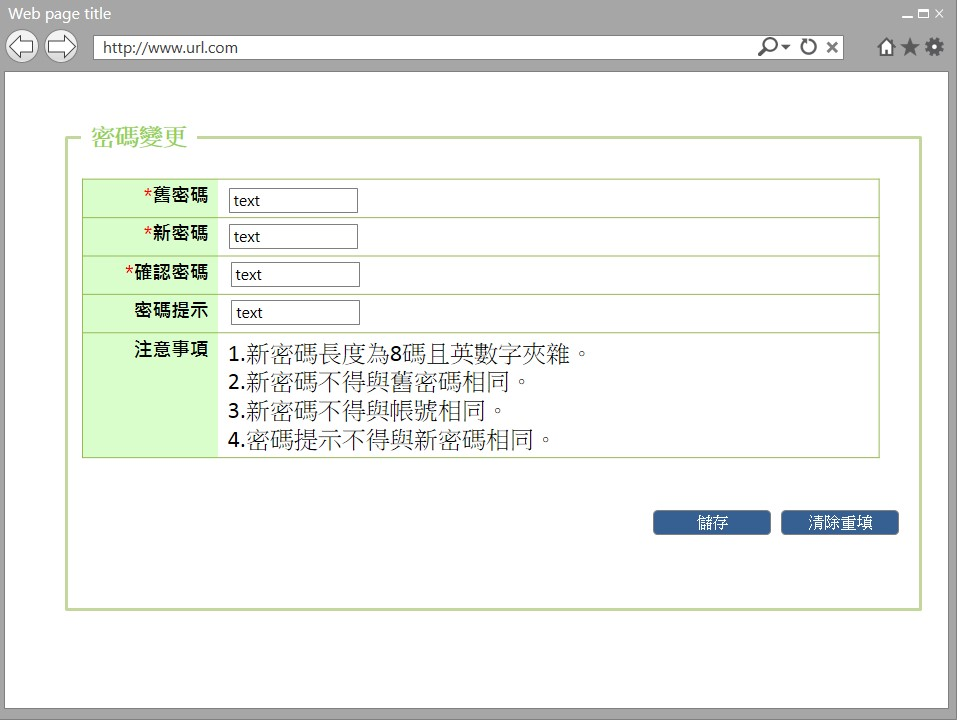 Web page title
http://www.url.com
密碼變更
*舊密碼 text
*新密碼 text
*確認密碼 text
密碼提示 text
注意事項
1.新密碼長度為8碼且英數字夾雜。
2.新密碼不得與舊密碼相同。
3.新密碼不得與帳號相同。
4.密碼提示不得與新密碼相同。
儲存 清除重填